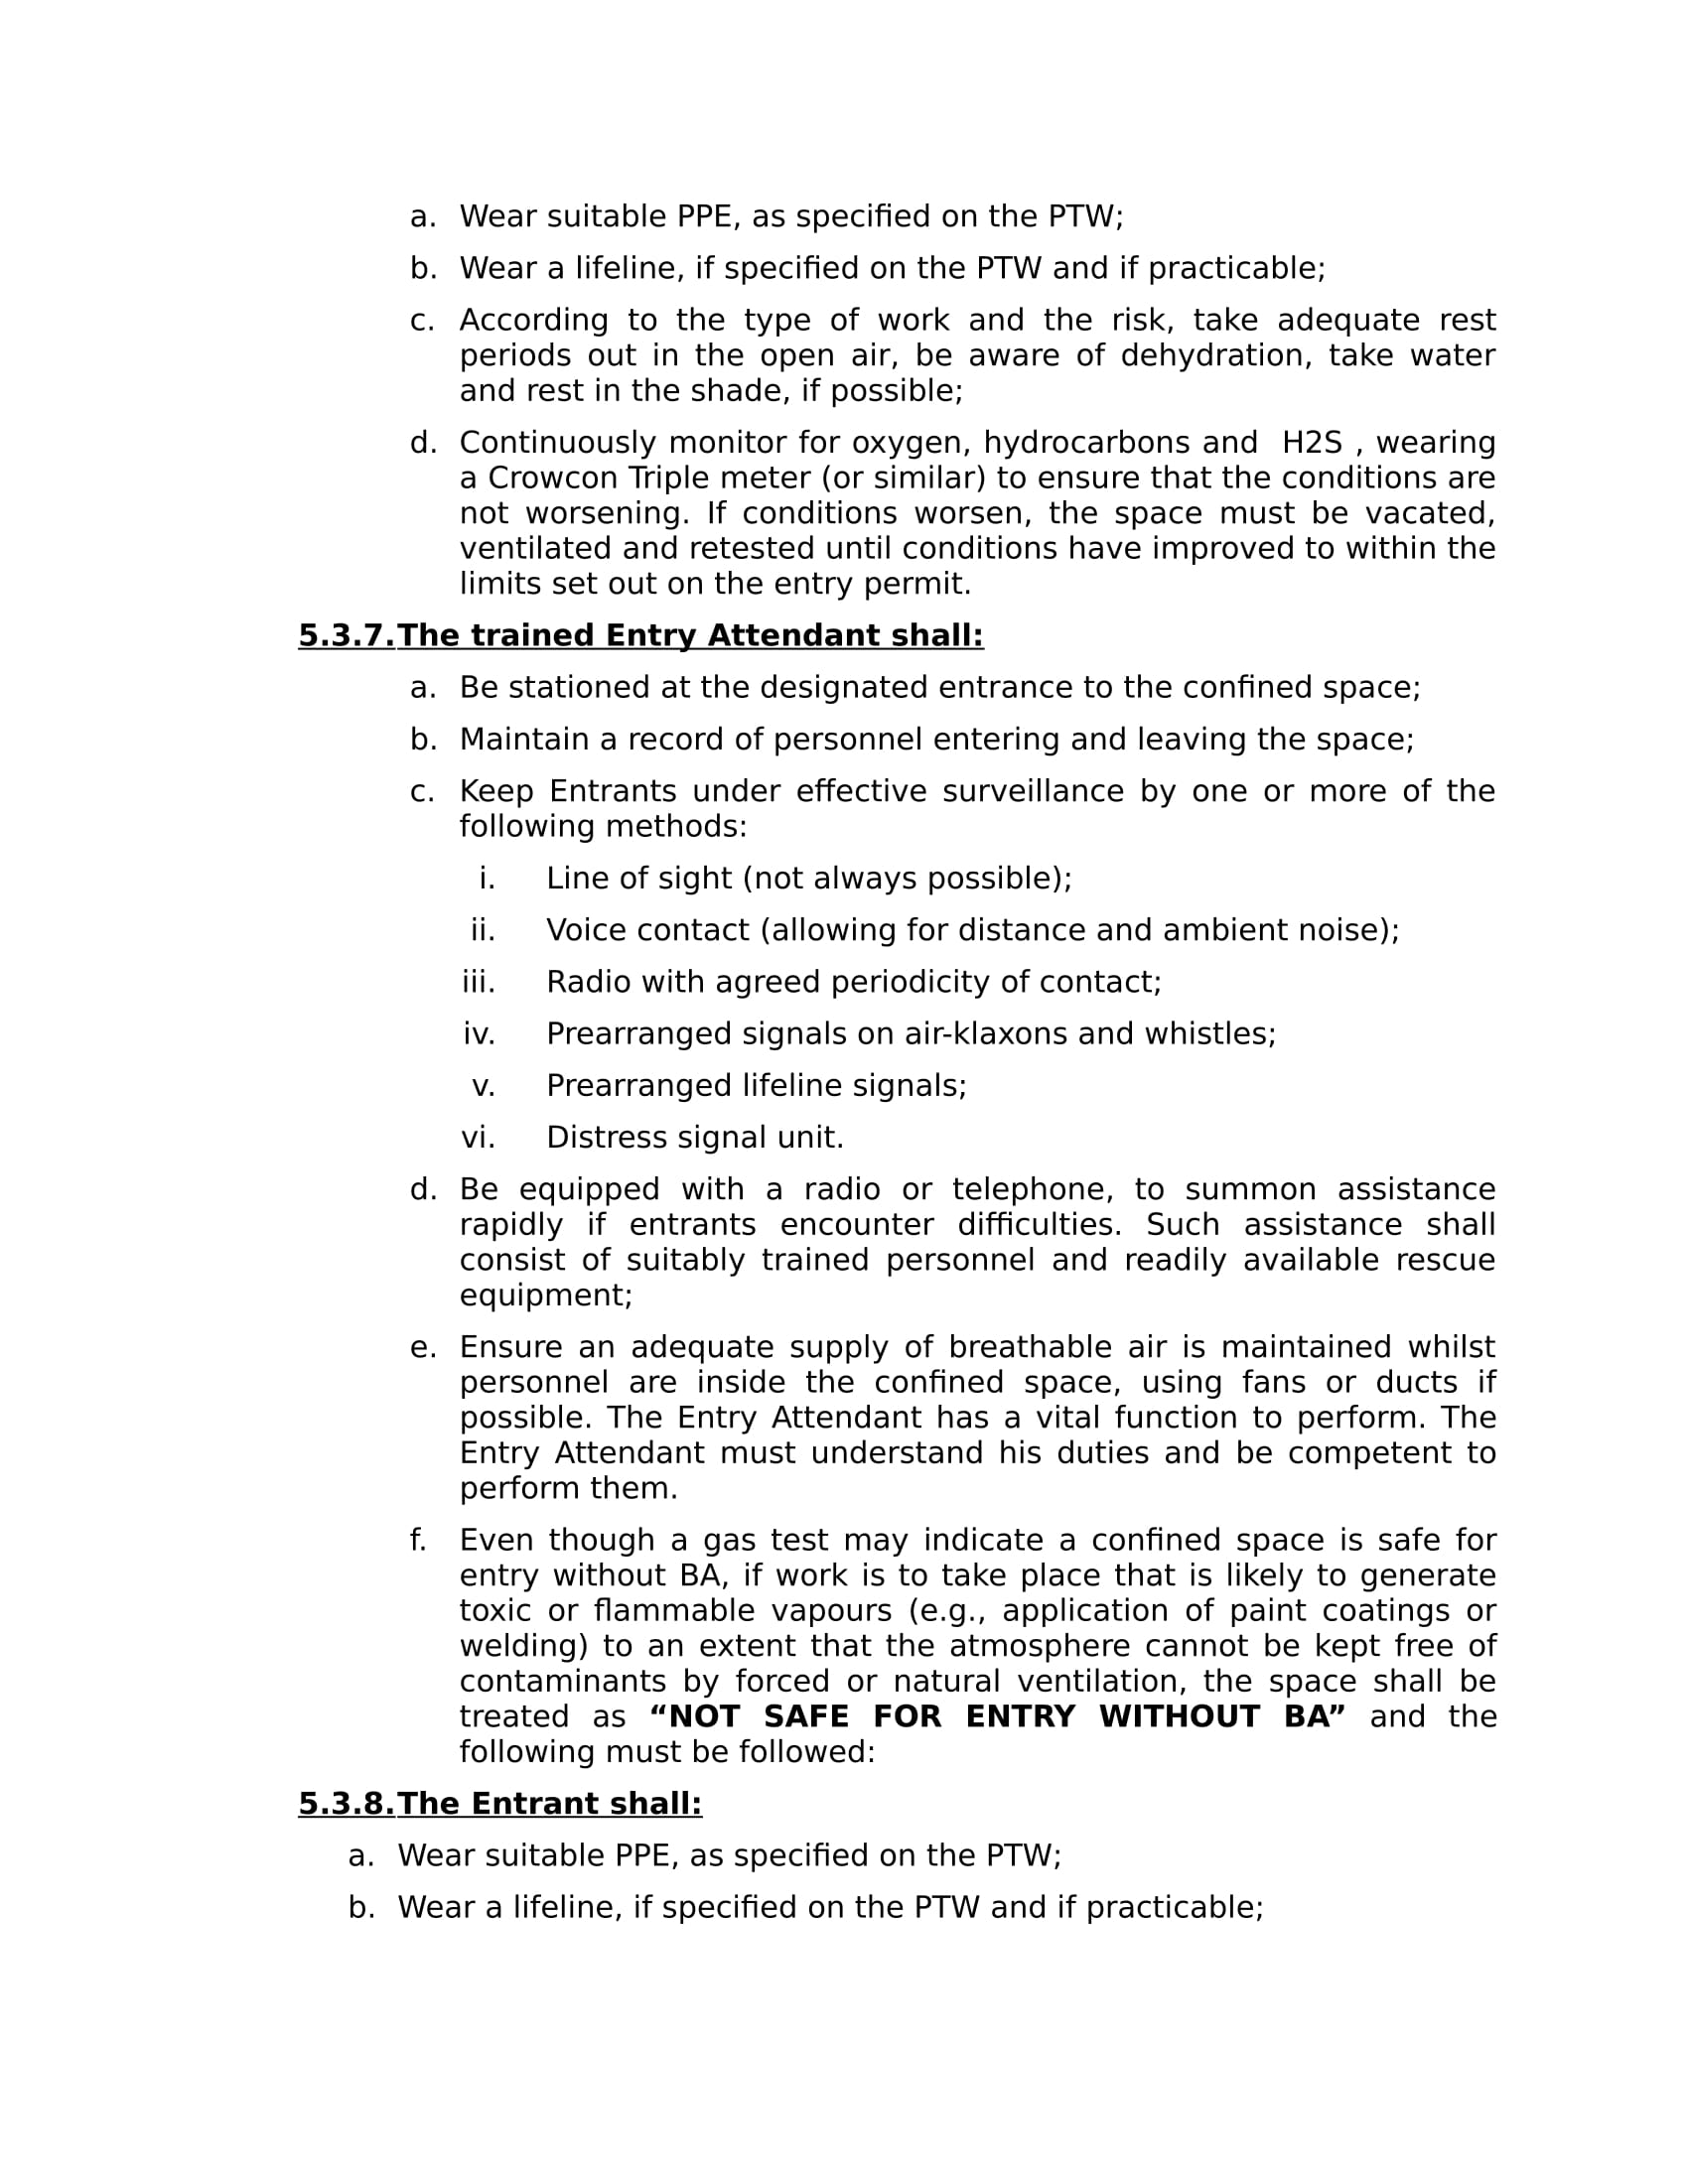 a. Wear suitable PPE, as specified on the PTW;
b. Wear a lifeline, if specified on the PTW and if practicable;
c. According to the type of work and the risk, take adequate rest
periods out in the open air, be aware of dehydration, take water
and rest in the shade, if possible;
d. Continuously monitor for oxygen, hydrocarbons and  H2S , wearing
a Crowcon Triple meter (or similar) to ensure that the conditions are
not worsening. If conditions worsen, the space must be vacated,
ventilated and retested until conditions have improved to within the
limits set out on the entry permit.
5.3.7. The trained Entry Attendant shall:
a. Be stationed at the designated entrance to the confined space;
b. Maintain a record of personnel entering and leaving the space;
c. Keep Entrants under effective surveillance by one or more of the
following methods:
i. Line of sight (not always possible);
ii. Voice contact (allowing for distance and ambient noise);
iii. Radio with agreed periodicity of contact;
iv. Prearranged signals on air-klaxons and whistles;
v. Prearranged lifeline signals;
vi. Distress signal unit.
d. Be equipped with a radio or telephone, to summon assistance
rapidly if entrants encounter difficulties. Such assistance shall
consist of suitably trained personnel and readily available rescue
equipment;
e. Ensure an adequate supply of breathable air is maintained whilst
personnel are inside the confined space, using fans or ducts if
possible. The Entry Attendant has a vital function to perform. The
Entry Attendant must understand his duties and be competent to
perform them.
f. Even though a gas test may indicate a confined space is safe for
entry without BA, if work is to take place that is likely to generate
toxic or flammable vapours (e.g., application of paint coatings or
welding) to an extent that the atmosphere cannot be kept free of
contaminants by forced or natural ventilation, the space shall be
treated as “NOT SAFE FOR ENTRY WITHOUT BA” and the
following must be followed:
5.3.8. The Entrant shall:
a. Wear suitable PPE, as specified on the PTW;
b. Wear a lifeline, if specified on the PTW and if practicable;